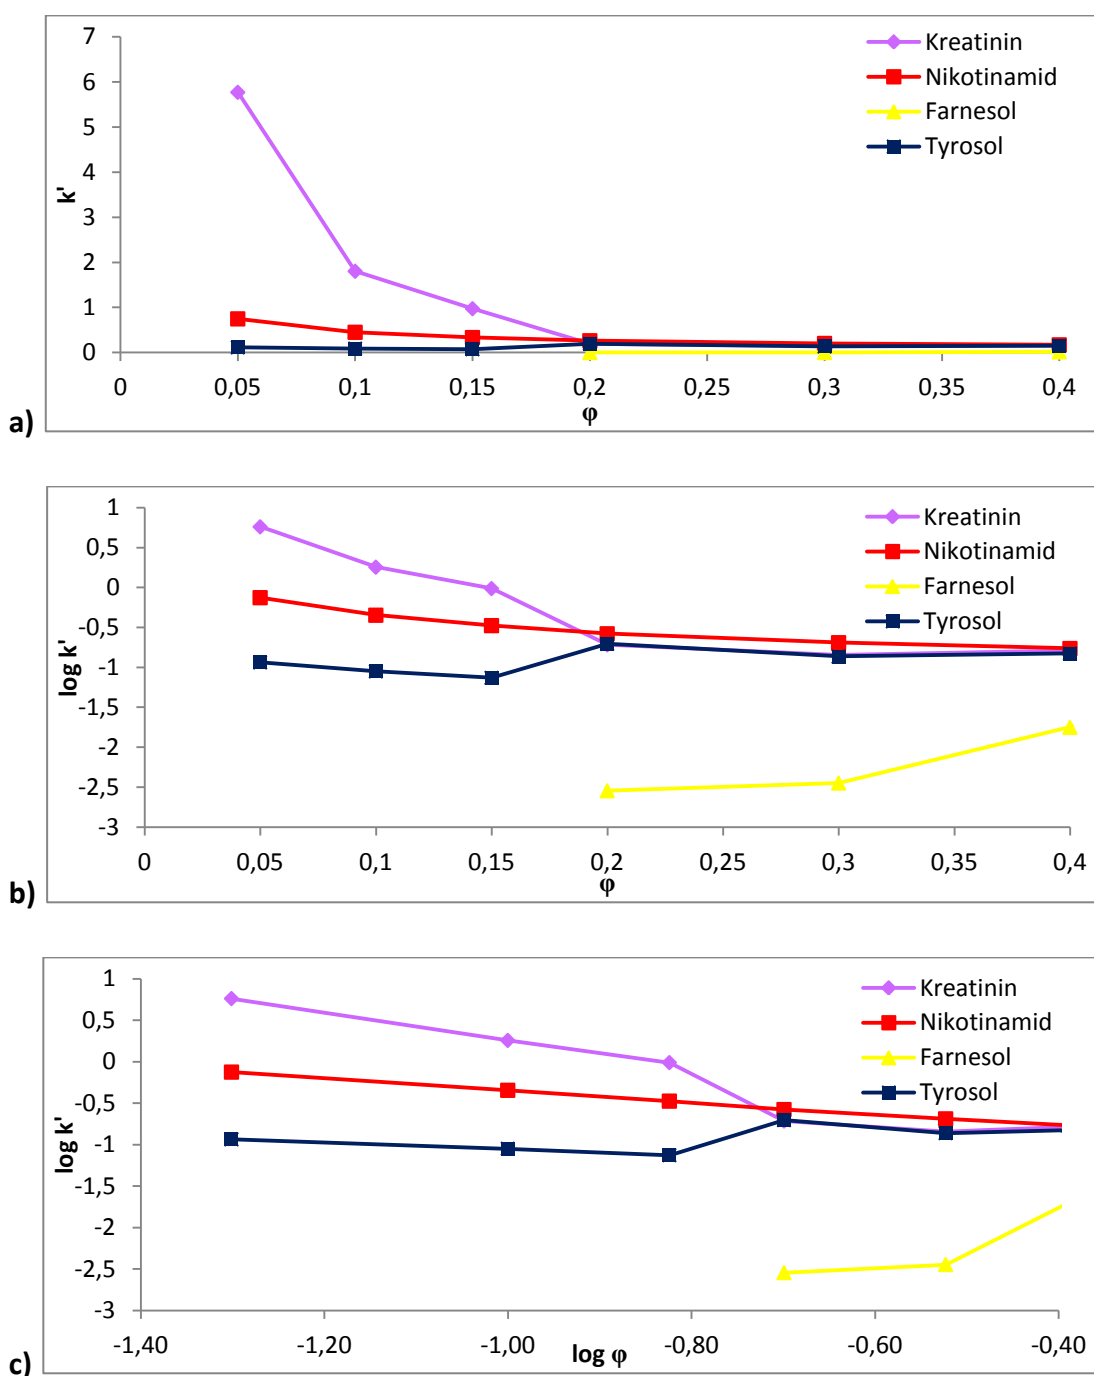 7
6
5
4
3
2
1
0
k'
0 0,05 0,1 0,15 0,2 0,25 0,3 0,35 0,4
φ
Kreatinin
Nikotinamid
Farnesol
Tyrosol
a)
1
0,5
0
-0,5
-1
-1,5
-2
-2,5
-3
log k'
0 0,05 0,1 0,15 0,2 0,25 0,3 0,35 0,4
φ
Kreatinin
Nikotinamid
Farnesol
Tyrosol
b)
1
0,5
0
-0,5
-1
-1,5
-2
-2,5
-3
log k'
-1,40 -1,20 -1,00 -0,80 -0,60 -0,40
log φ
Kreatinin
Nikotinamid
Farnesol
Tyrosol
c)